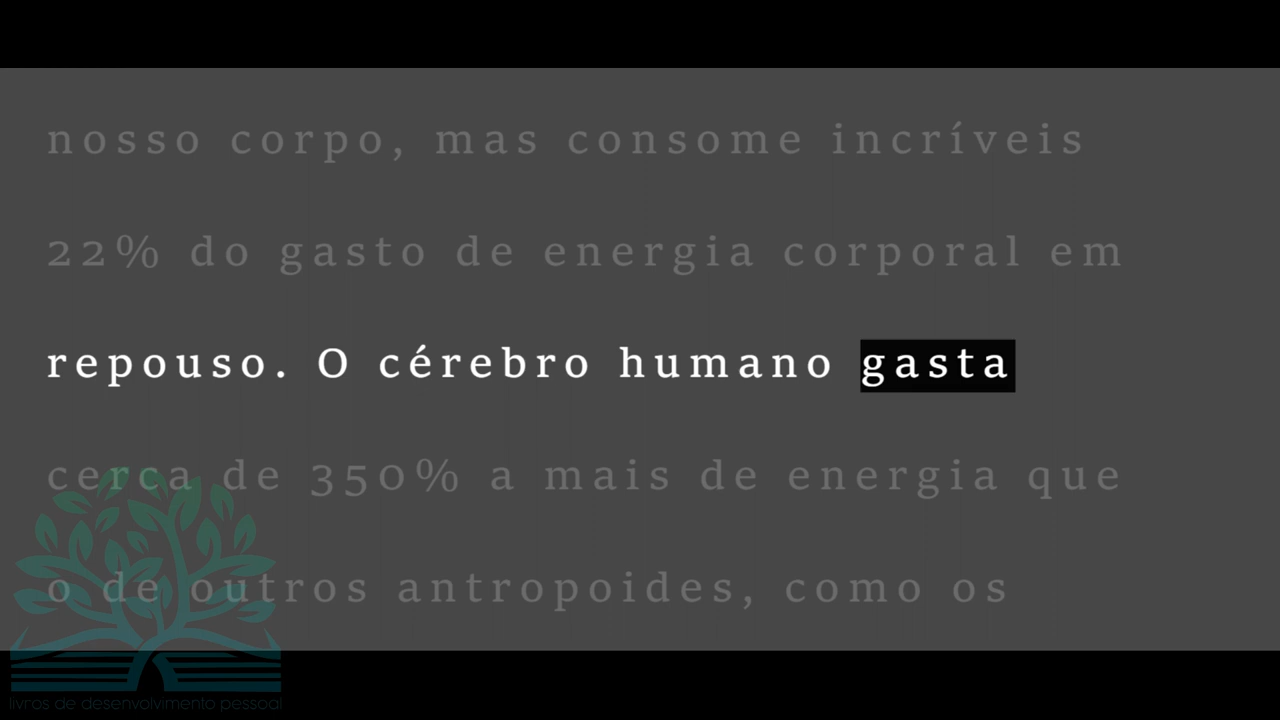 nosso corpo, mas consome incríveis
22% do gasto de energia corporal em
repouso. O cérebro humano gasta
cerca de 350% a mais de energia que
o de outros antropoides, como os
livros de desenvolvimento pessoal